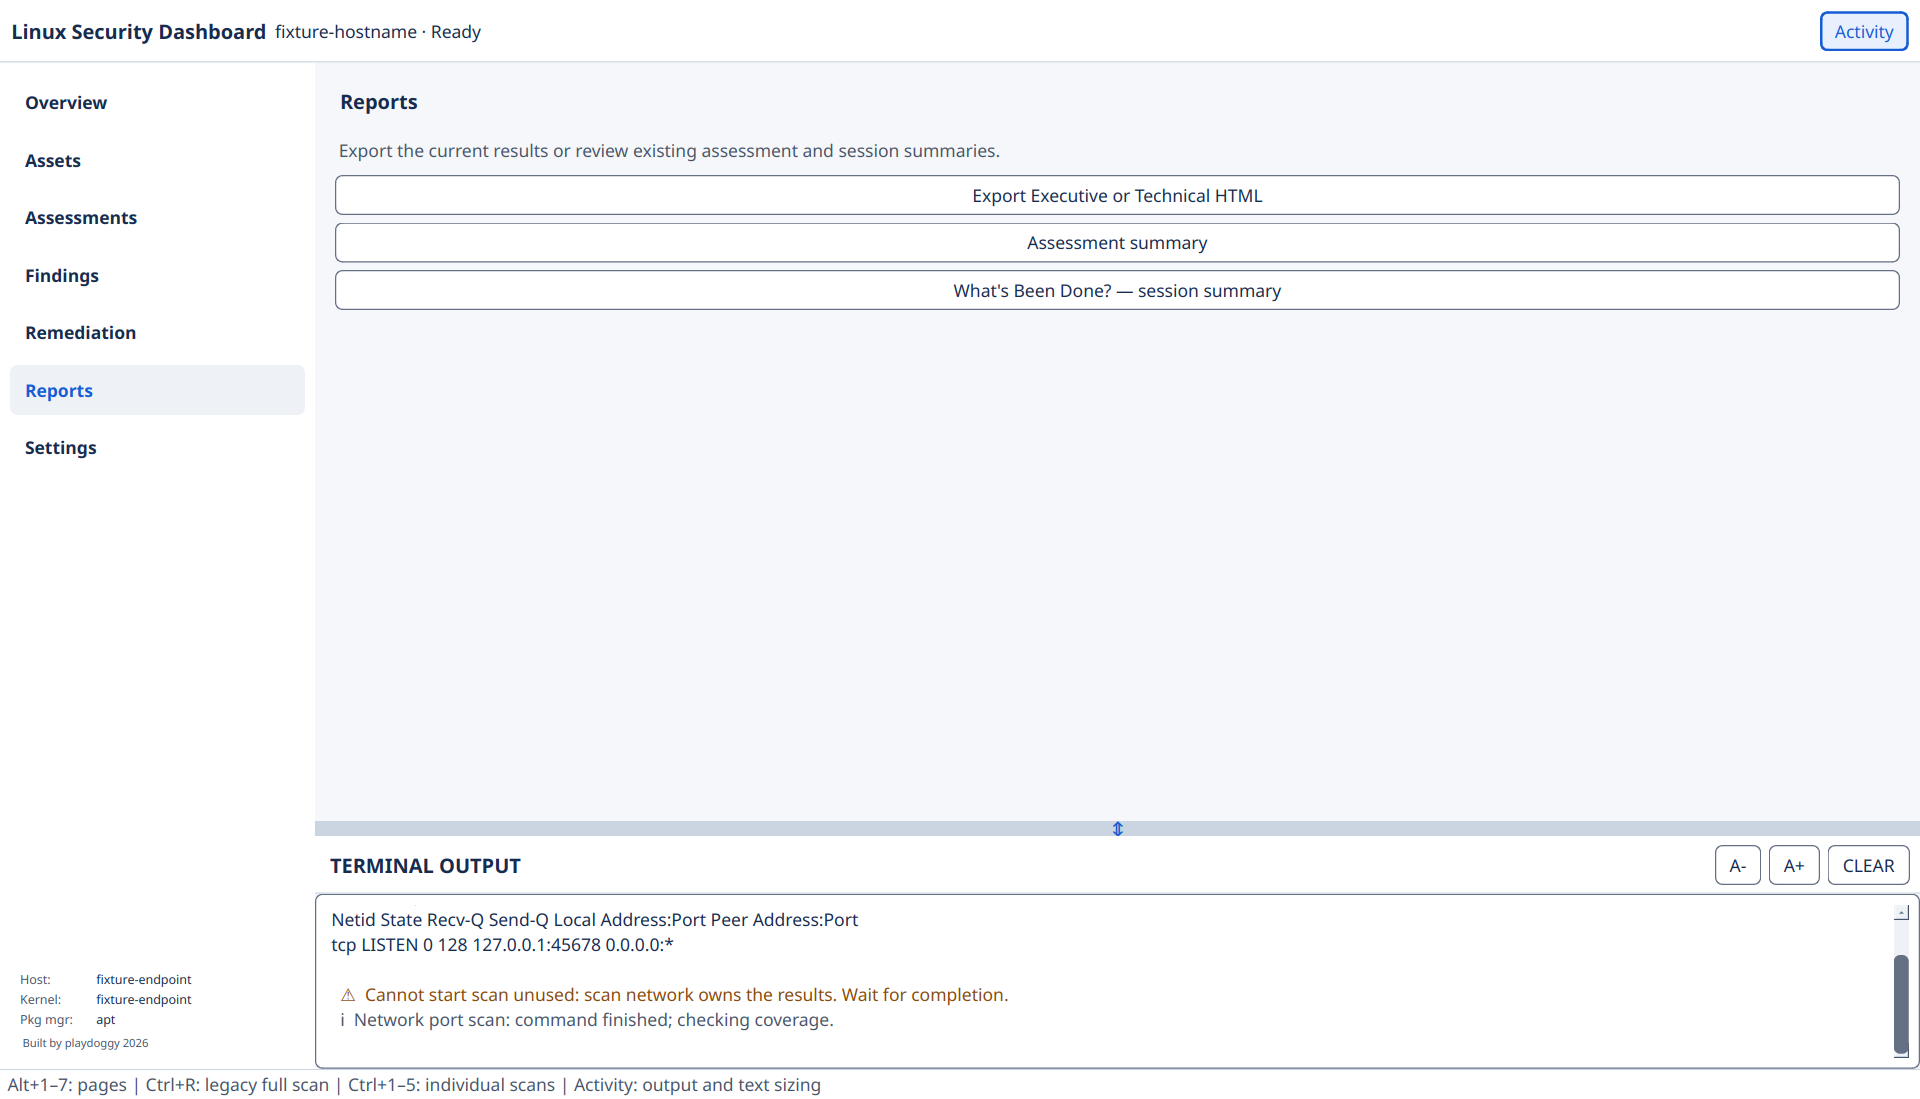 Linux Security Dashboard fixture-hostname · Ready
Activity
Overview
Assets
Assessments
Findings
Remediation
Reports
Settings
Host: fixture-endpoint
Kernel: fixture-endpoint
Pkg mgr: apt
Built by playdoggy 2026
Reports
Export the current results or review existing assessment and session summaries.
Export Executive or Technical HTML
Assessment summary
What's Been Done? — session summary
TERMINAL OUTPUT
A-
A+
CLEAR
Netid State Recv-Q Send-Q Local Address:Port Peer Address:Port
tcp LISTEN 0 128 127.0.0.1:45678 0.0.0.0:*
⚠ Cannot start scan unused: scan network owns the results. Wait for completion.
i Network port scan: command finished; checking coverage.
Alt+1–7: pages | Ctrl+R: legacy full scan | Ctrl+1–5: individual scans | Activity: output and text sizing